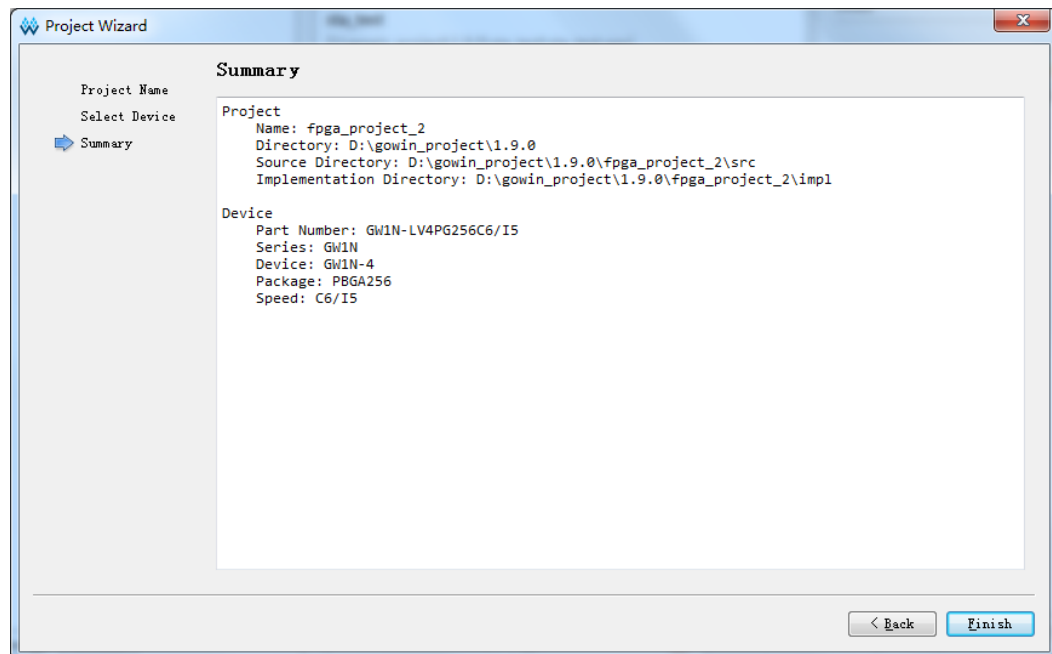 Project Wizard
Project Name
Select Device
Summary
Summary
Project
Name: fpga_project_2
Directory: D:\gowin_project\1.9.0
Source Directory: D:\gowin_project\1.9.0\fpga_project_2\src
Implementation Directory: D:\gowin_project\1.9.0\fpga_project_2\impl
Device
Part Number: GW1N-LV4PG256C6/I5
Series: GW1N
Device: GW1N-4
Package: PBGA256
Speed: C6/I5
< Back
Finish